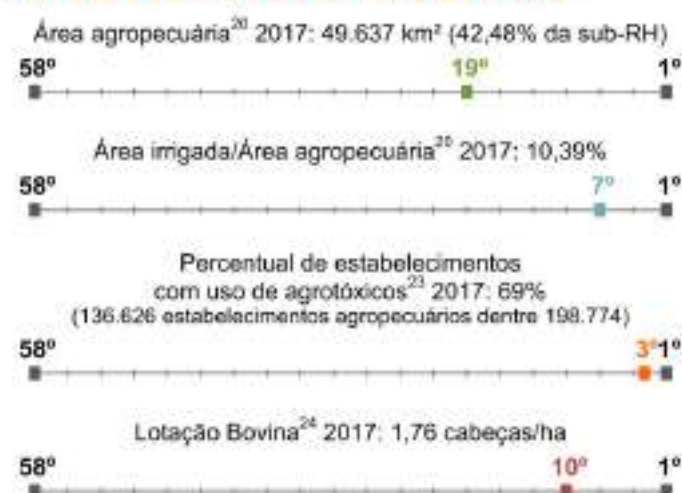 Área agropecuária²⁰ 2017: 49.637 km² (42,48% da sub-RH)
58º 19º 1º
Área irrigada/Área agropecuária²⁰ 2017: 10,39%
58º 7º 1º
Percentual de estabelecimentos
com uso de agrotóxicos²³ 2017: 69%
(136.626 estabelecimentos agropecuários dentre 198.774)
58º 3º 1º
Lotação Bovina²⁴ 2017: 1,76 cabeças/ha
58º 10º 1º